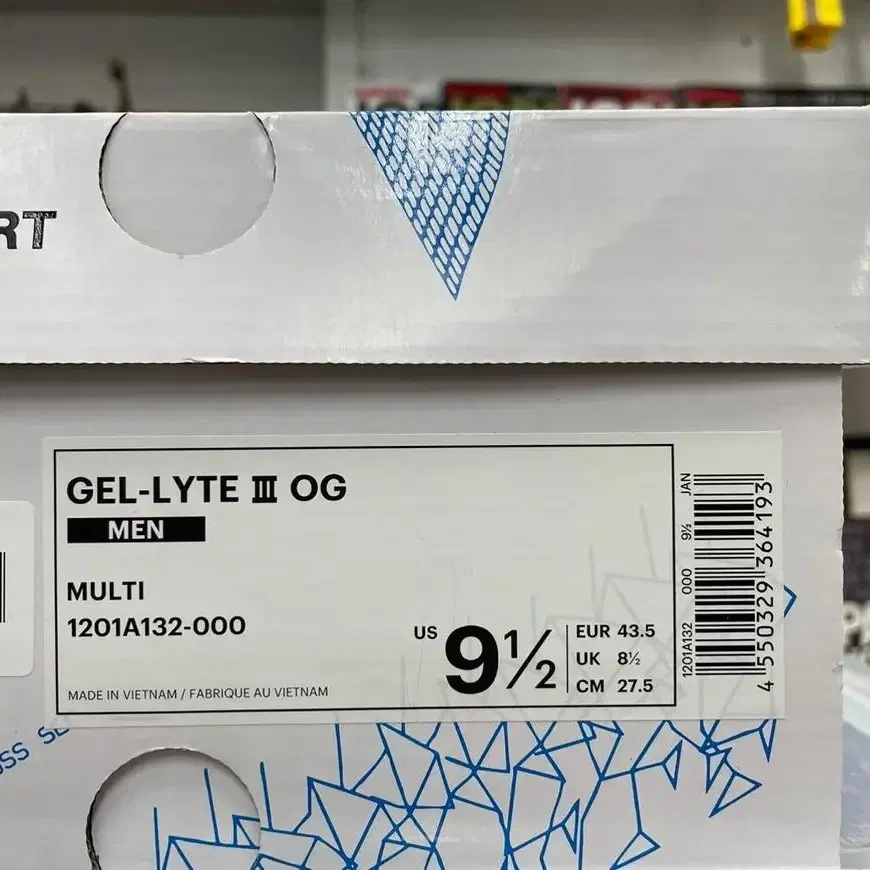 RT
GEL-LYTE III OG
MEN
MULTI
1201A132-000
US 9½
EUR 43.5
UK 8½
CM 27.5
MADE IN VIETNAM / FABRIQUE AU VIETNAM
1201A132 000 9½ JAN
4 550329 364193